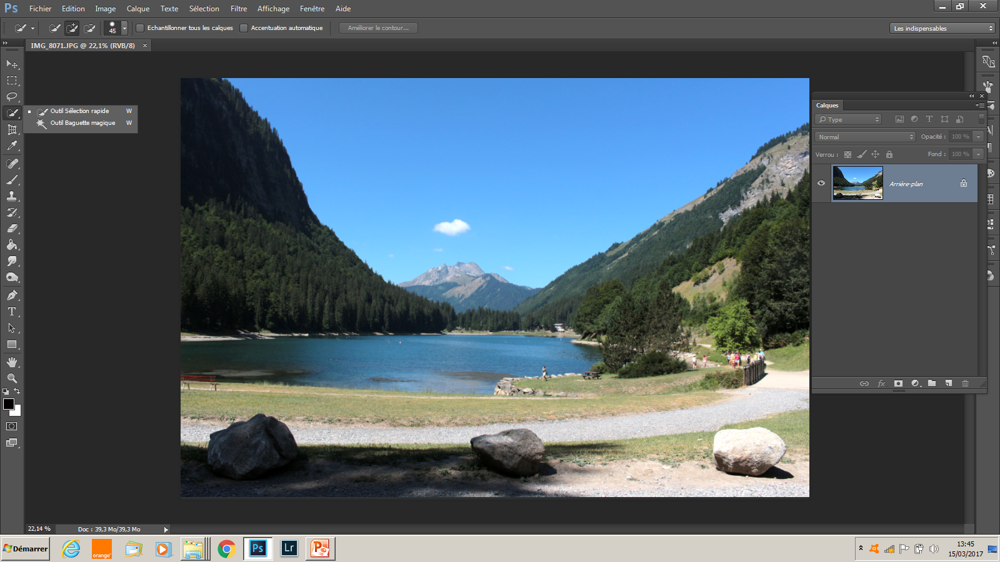 Ps Fichier Edition Image Calque Texte Sélection Filtre Affichage Fenêtre Aide
45 Echantillonner tous les calques Accentuation automatique Améliorer le contour... Les indispensables
IMG_8071.JPG @ 22,1% (RVB/8) ×
Outil Sélection rapide W
Outil Baguette magique W
Calques
Type
Normal Opacité : 100 %
Verrou : Fond : 100 %
Arrière-plan
fx
22,14 % Doc : 39,3 Mo/39,3 Mo
Démarrer orange Ps Lr
13:45
15/03/2017